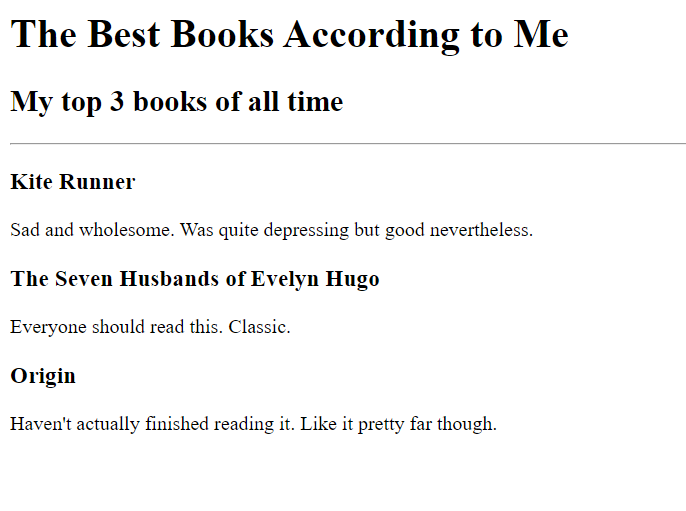 The Best Books According to Me
My top 3 books of all time
Kite Runner
Sad and wholesome. Was quite depressing but good nevertheless.
The Seven Husbands of Evelyn Hugo
Everyone should read this. Classic.
Origin
Haven't actually finished reading it. Like it pretty far though.